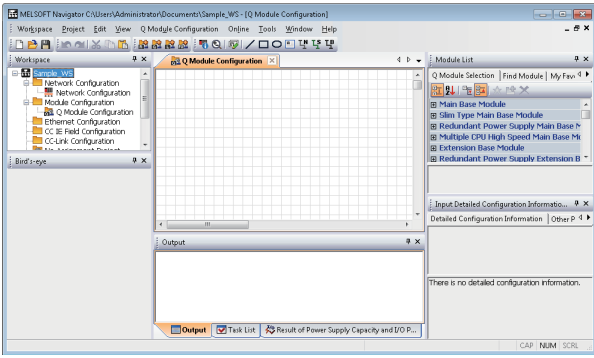 MELSOFT Navigator C:\Users\Administrator\Documents\Sample_WS - [Q Module Configuration]
Workspace Project Edit View Q Module Configuration Online Tools Window Help
Workspace
Sample_WS
Network Configuration
Network Configuration
Module Configuration
Q Module Configuration
Ethernet Configuration
CC IE Field Configuration
CC-Link Configuration
No Assignment Project
Bird's-eye
Q Module Configuration
Output
Output Task List Result of Power Supply Capacity and I/O P...
Module List
Q Module Selection Find Module My Favo
Main Base Module
Slim Type Main Base Module
Redundant Power Supply Main Base M
Multiple CPU High Speed Main Base Mo
Extension Base Module
Redundant Power Supply Extension B
Input Detailed Configuration Informatio...
Detailed Configuration Information Other P
There is no detailed configuration information.
CAP NUM SCRL